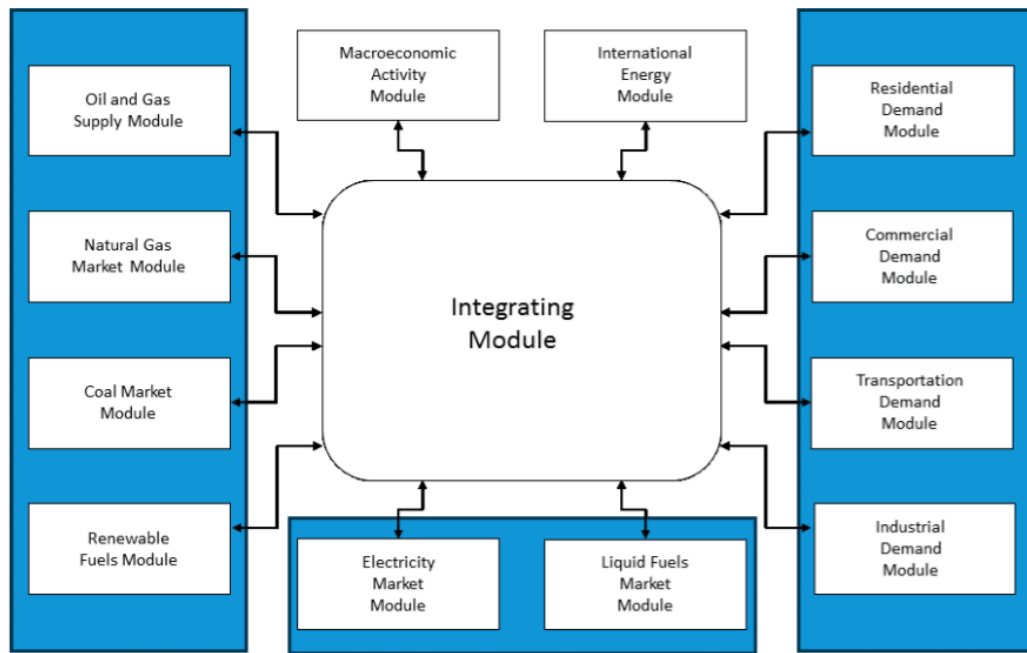 Macroeconomic
Activity
Module
International
Energy
Module
Oil and Gas
Supply Module
Natural Gas
Market Module
Coal Market
Module
Renewable
Fuels Module
Integrating
Module
Residential
Demand
Module
Commercial
Demand
Module
Transportation
Demand
Module
Industrial
Demand
Module
Electricity
Market
Module
Liquid Fuels
Market
Module